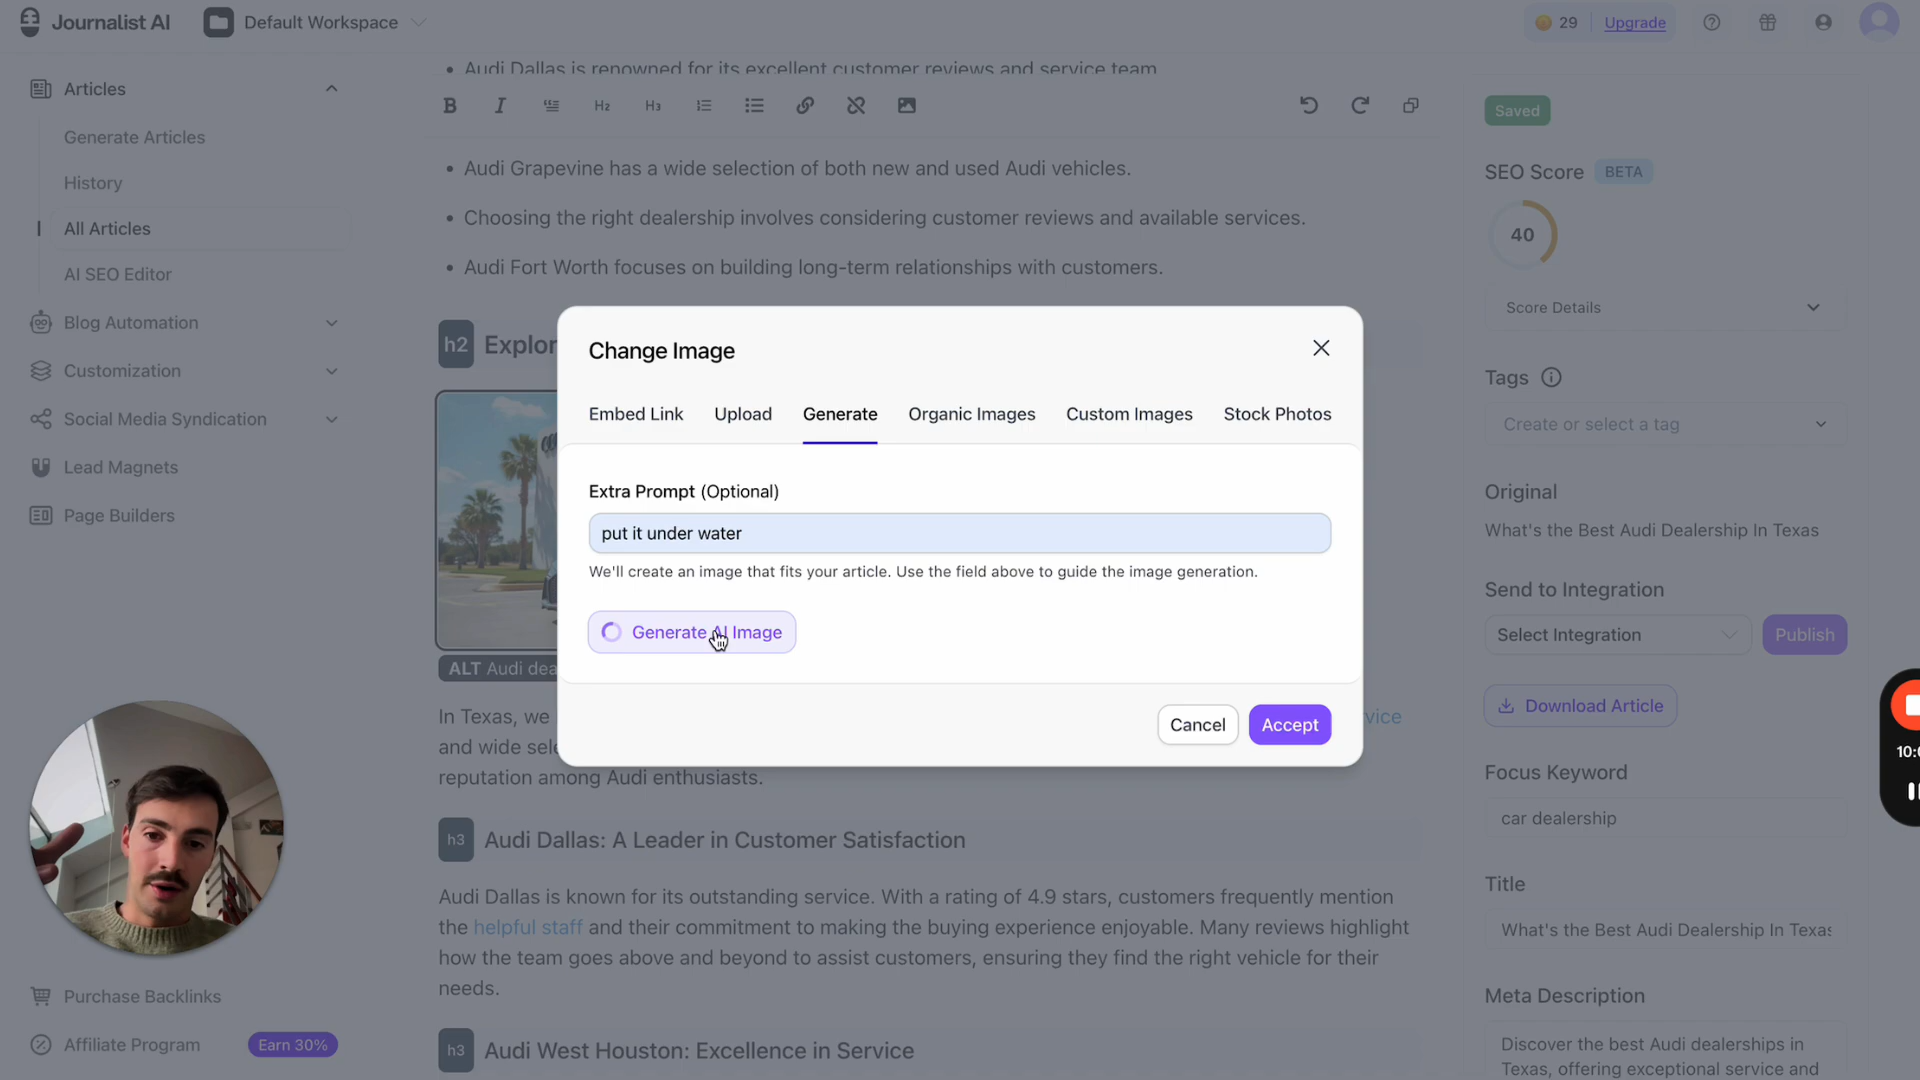 Journalist AI
Default Workspace
29
Upgrade
Articles
Generate Articles
History
All Articles
AI SEO Editor
Blog Automation
Customization
Social Media Syndication
Lead Magnets
Page Builders
Purchase Backlinks
Affiliate Program
Earn 30%
• Audi Dallas is renowned for its excellent customer reviews and service team
B I H2 H3
• Audi Grapevine has a wide selection of both new and used Audi vehicles.
• Choosing the right dealership involves considering customer reviews and available services.
• Audi Fort Worth focuses on building long-term relationships with customers.
h2 Explor
ALT Audi dea
In Texas, we
vice
and wide sel
reputation among Audi enthusiasts.
h3 Audi Dallas: A Leader in Customer Satisfaction
Audi Dallas is known for its outstanding service. With a rating of 4.9 stars, customers frequently mention
the helpful staff and their commitment to making the buying experience enjoyable. Many reviews highlight
how the team goes above and beyond to assist customers, ensuring they find the right vehicle for their
needs.
h3 Audi West Houston: Excellence in Service
Change Image
Embed Link
Upload
Generate
Organic Images
Custom Images
Stock Photos
Extra Prompt (Optional)
put it under water
We'll create an image that fits your article. Use the field above to guide the image generation.
Generate AI Image
Cancel
Accept
Saved
SEO Score BETA
40
Score Details
Tags
Create or select a tag
Original
What's the Best Audi Dealership In Texas
Send to Integration
Select Integration
Publish
Download Article
Focus Keyword
car dealership
Title
What's the Best Audi Dealership In Texas
Meta Description
Discover the best Audi dealerships in
Texas, offering exceptional service and